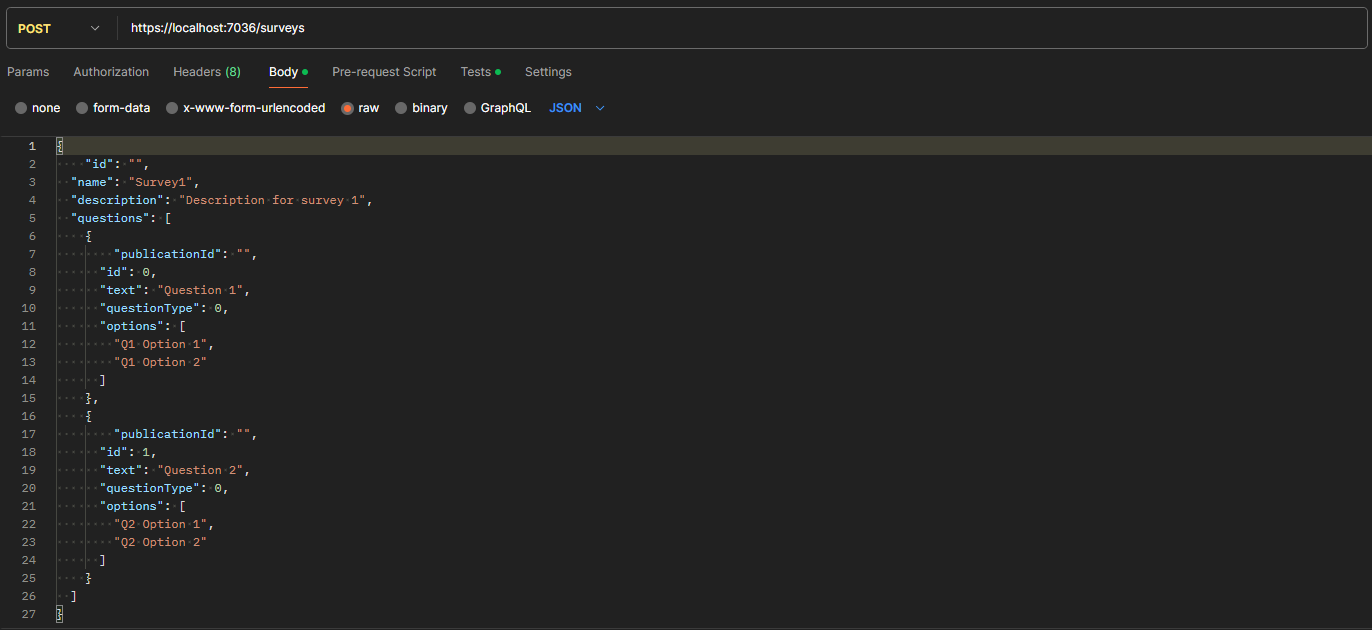 POST https://localhost:7036/surveys
Params Authorization Headers (8) Body Pre-request Script Tests Settings
none form-data x-www-form-urlencoded raw binary GraphQL JSON
1 {
2 "id": "",
3 "name": "Survey1",
4 "description": "Description for survey 1",
5 "questions": [
6 {
7 "publicationId": "",
8 "id": 0,
9 "text": "Question 1",
10 "questionType": 0,
11 "options": [
12 "Q1 Option 1",
13 "Q1 Option 2"
14 ]
15 },
16 {
17 "publicationId": "",
18 "id": 1,
19 "text": "Question 2",
20 "questionType": 0,
21 "options": [
22 "Q2 Option 1",
23 "Q2 Option 2"
24 ]
25 }
26 ]
27 }